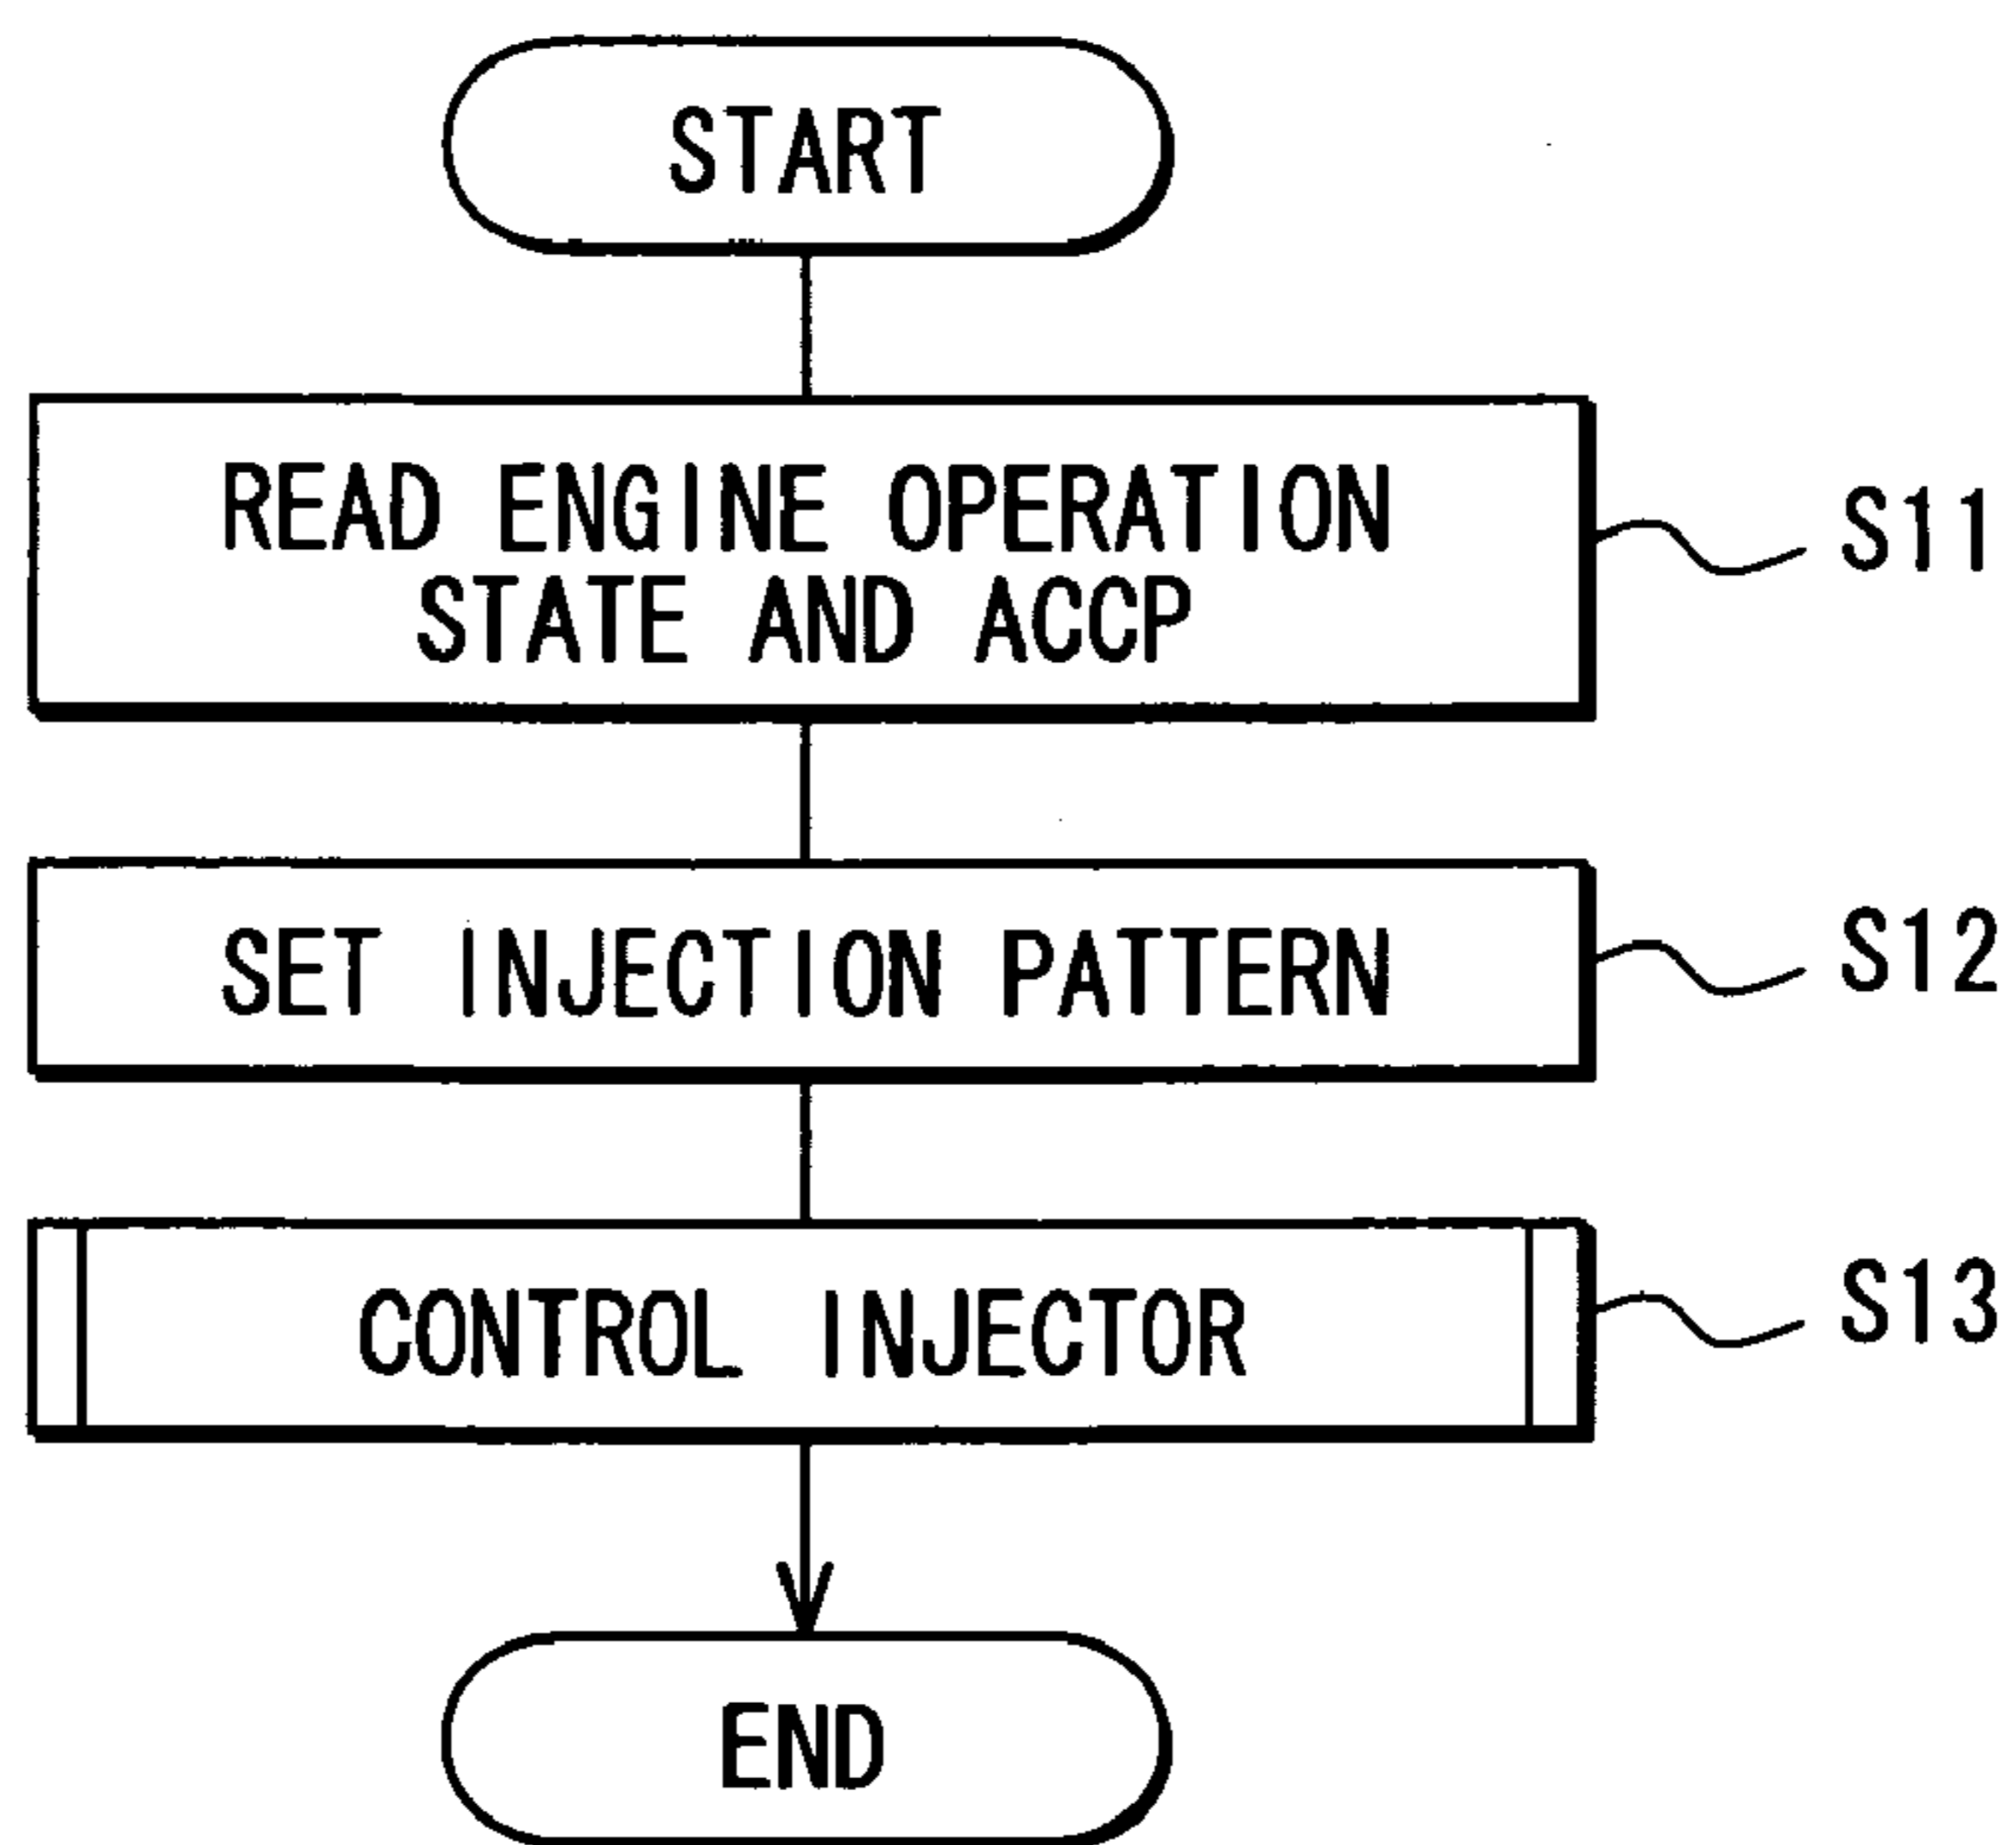 START
READ ENGINE OPERATION
STATE AND ACCP
S11
SET INJECTION PATTERN
S12
CONTROL INJECTOR
S13
END